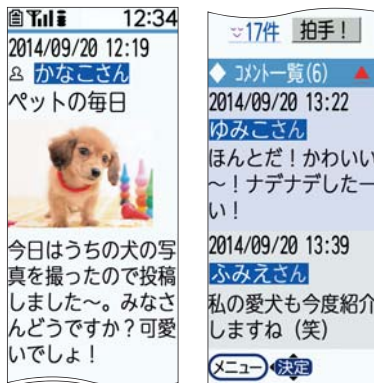 12:34
2014/09/20 12:19
かなこさん
ペットの毎日
今日はうちの犬の写
真を撮ったので投稿
しました～。みなさ
んどうですか？可愛
いでしょ！
17件 拍手！
◆ コメント一覧(6) ▲
2014/09/20 13:22
ゆみこさん
ほんとだ！かわいい
～！ナデナデしたー
い！
2014/09/20 13:39
ふみえさん
私の愛犬も今度紹介
しますね（笑）
メニュー 決定